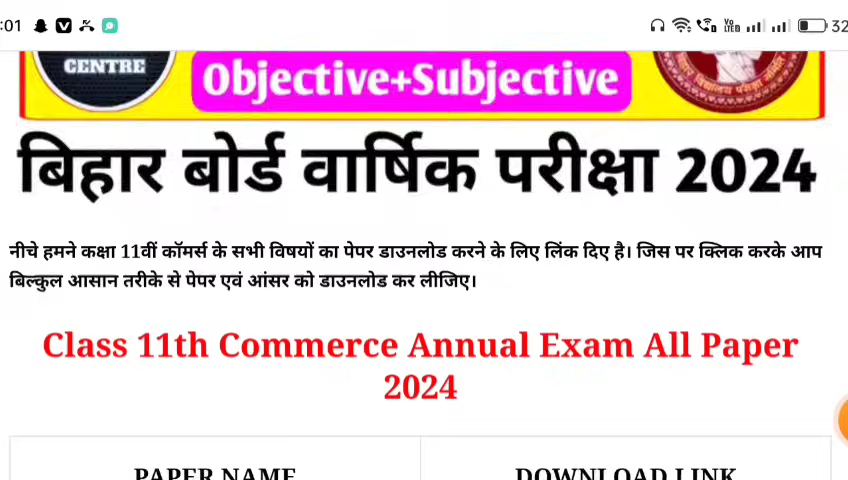 :01
Vo
LTE
32
CENTRE
Objective+Subjective
बिहार बोर्ड वार्षिक परीक्षा 2024
नीचे हमने कक्षा 11वीं कॉमर्स के सभी विषयों का पेपर डाउनलोड करने के लिए लिंक दिए है। जिस पर क्लिक करके आप
बिल्कुल आसान तरीके से पेपर एवं आंसर को डाउनलोड कर लीजिए।
Class 11th Commerce Annual Exam All Paper
2024
PAPER NAME
DOWNLOAD LINK